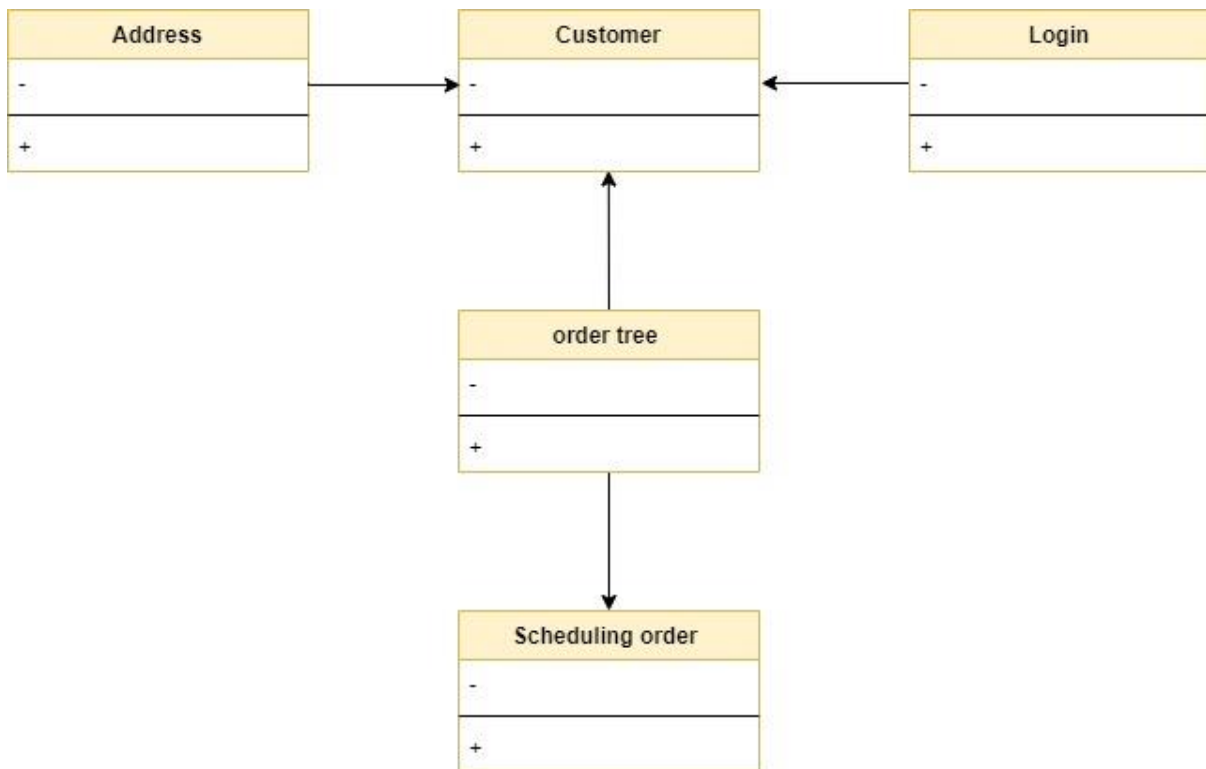 Address
-
+
Customer
-
+
Login
-
+
order tree
-
+
Scheduling order
-
+